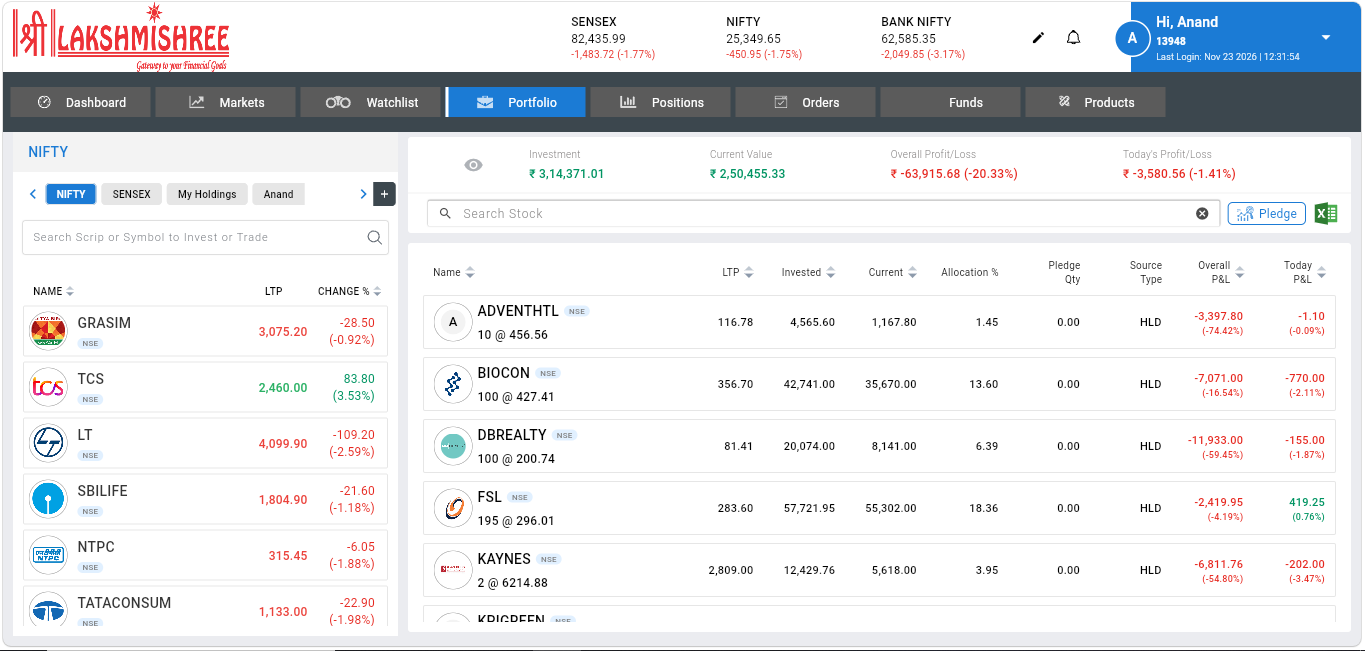 श्री LAKSHMISHREE
Gateway to your Financial Goals
SENSEX
82,435.99
-1,483.72 (-1.77%)
NIFTY
25,349.65
-450.95 (-1.75%)
BANK NIFTY
62,585.35
-2,049.85 (-3.17%)
A
Hi, Anand
13948
Last Login: Nov 23 2026 | 12:31:54
Dashboard
Markets
Watchlist
Portfolio
Positions
Orders
Funds
Products
NIFTY
NIFTY
SENSEX
My Holdings
Anand
+
Search Scrip or Symbol to Invest or Trade
NAME LTP CHANGE %
GRASIM NSE 3,075.20 -28.50 (-0.92%)
tcs TCS NSE 2,460.00 83.80 (3.53%)
LT NSE 4,099.90 -109.20 (-2.59%)
SBILIFE NSE 1,804.90 -21.60 (-1.18%)
NTPC NTPC NSE 315.45 -6.05 (-1.88%)
TATACONSUM NSE 1,133.00 -22.90 (-1.98%)
Investment
₹ 3,14,371.01
Current Value
₹ 2,50,455.33
Overall Profit/Loss
₹ -63,915.68 (-20.33%)
Today's Profit/Loss
₹ -3,580.56 (-1.41%)
Search Stock
Pledge
X
Name LTP Invested Current Allocation % Pledge Qty Source Type Overall P&L Today P&L
A ADVENTHTL NSE 10 @ 456.56 116.78 4,565.60 1,167.80 1.45 0.00 HLD -3,397.80 (-74.42%) -1.10 (-0.09%)
BIOCON NSE 100 @ 427.41 356.70 42,741.00 35,670.00 13.60 0.00 HLD -7,071.00 (-16.54%) -770.00 (-2.11%)
DBREALTY NSE 100 @ 200.74 81.41 20,074.00 8,141.00 6.39 0.00 HLD -11,933.00 (-59.45%) -155.00 (-1.87%)
FSL NSE 195 @ 296.01 283.60 57,721.95 55,302.00 18.36 0.00 HLD -2,419.95 (-4.19%) 419.25 (0.76%)
KAYNES NSE 2 @ 6214.88 2,809.00 12,429.76 5,618.00 3.95 0.00 HLD -6,811.76 (-54.80%) -202.00 (-3.47%)
KRIGREEN NSE